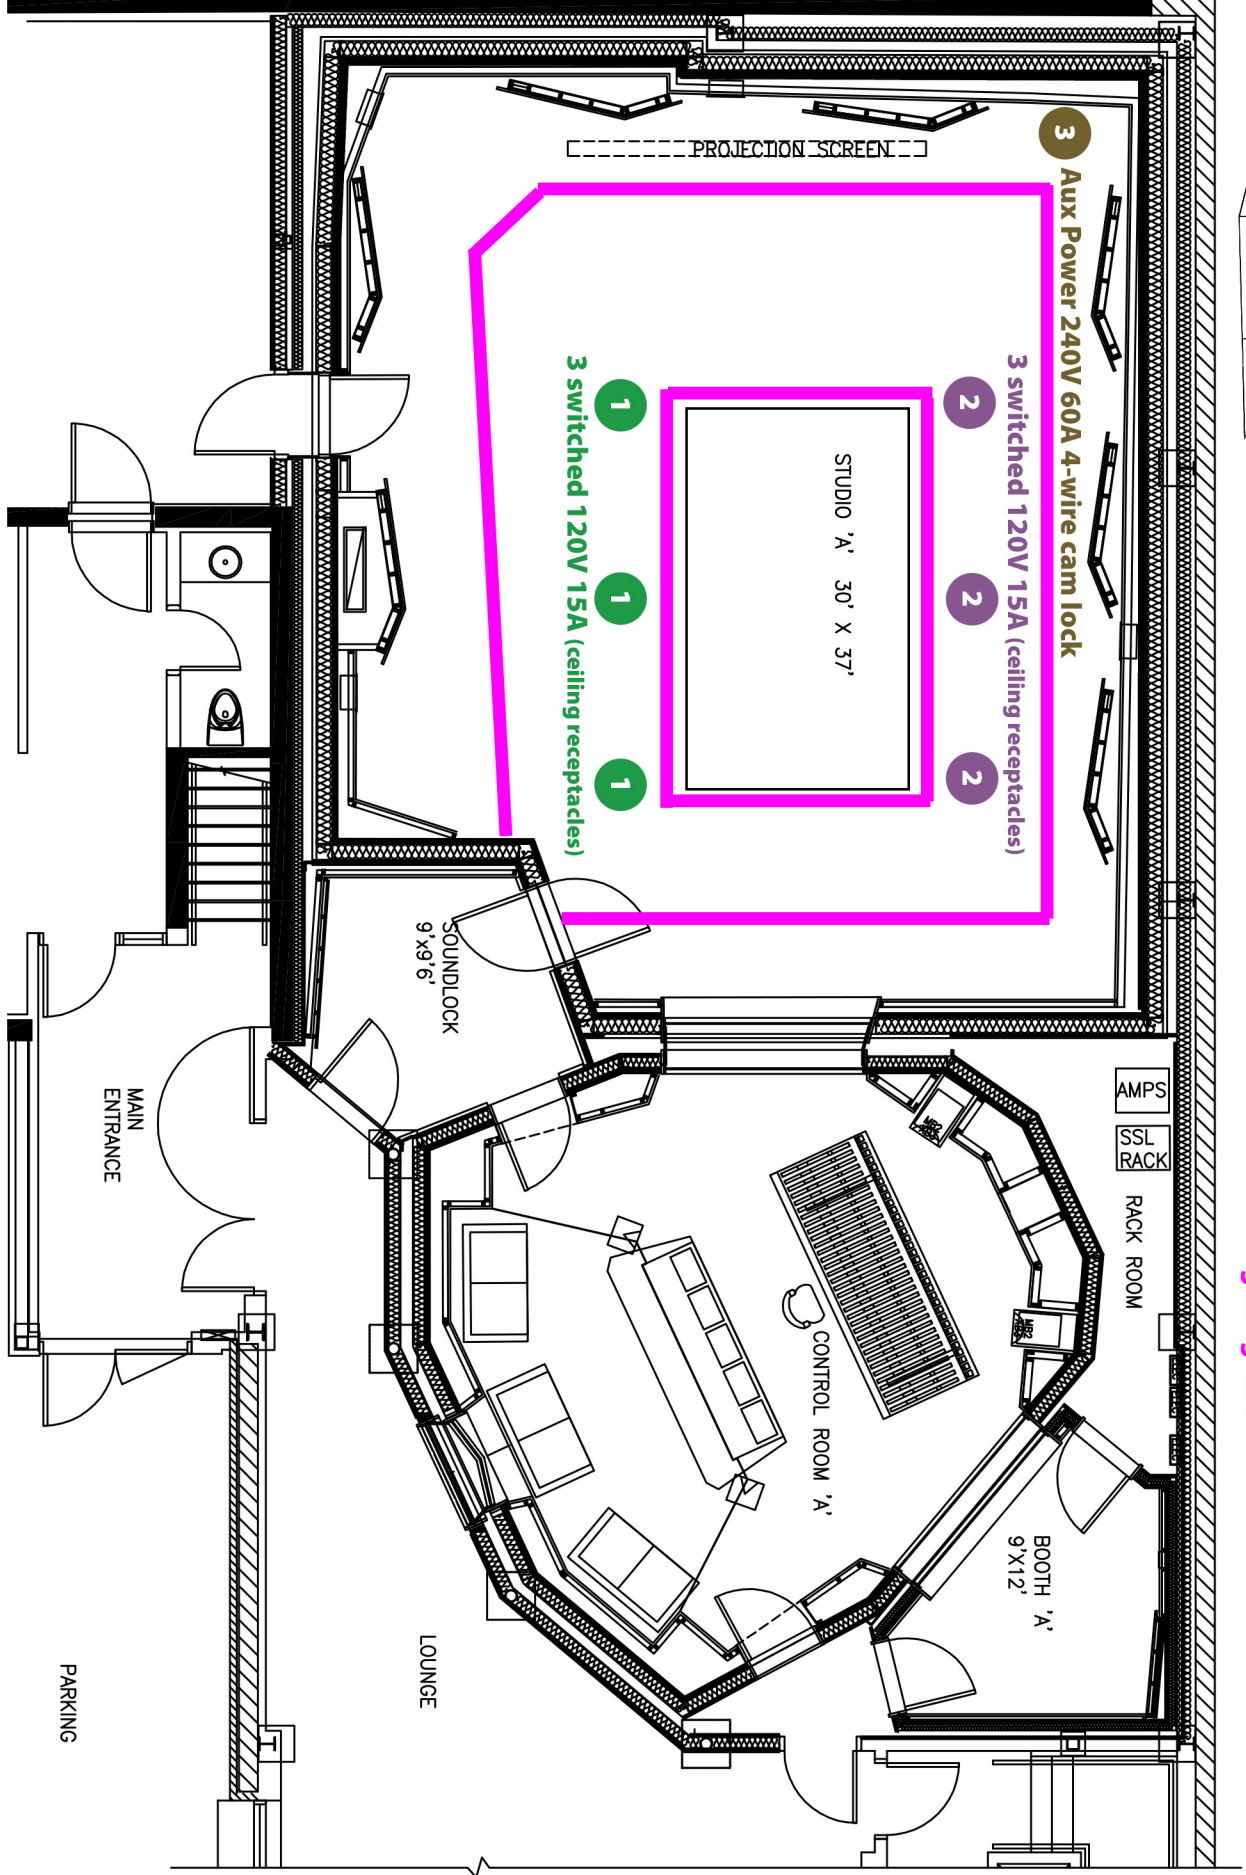 PROJECTION SCREEN
3
Aux Power 240V 60A 4-wire cam lock
3 switched 120V 15A (ceiling receptacles)
2
2
2
STUDIO 'A' 30' X 37'
1
1
1
3 switched 120V 15A (ceiling receptacles)
SOUNDLOCK
9'x9'6'
AMPS
SSL
RACK
RACK ROOM
MAIN
ENTRANCE
MB2
MB2
CONTROL ROOM 'A'
BOOTH 'A'
9'X12'
LOUNGE
PARKING